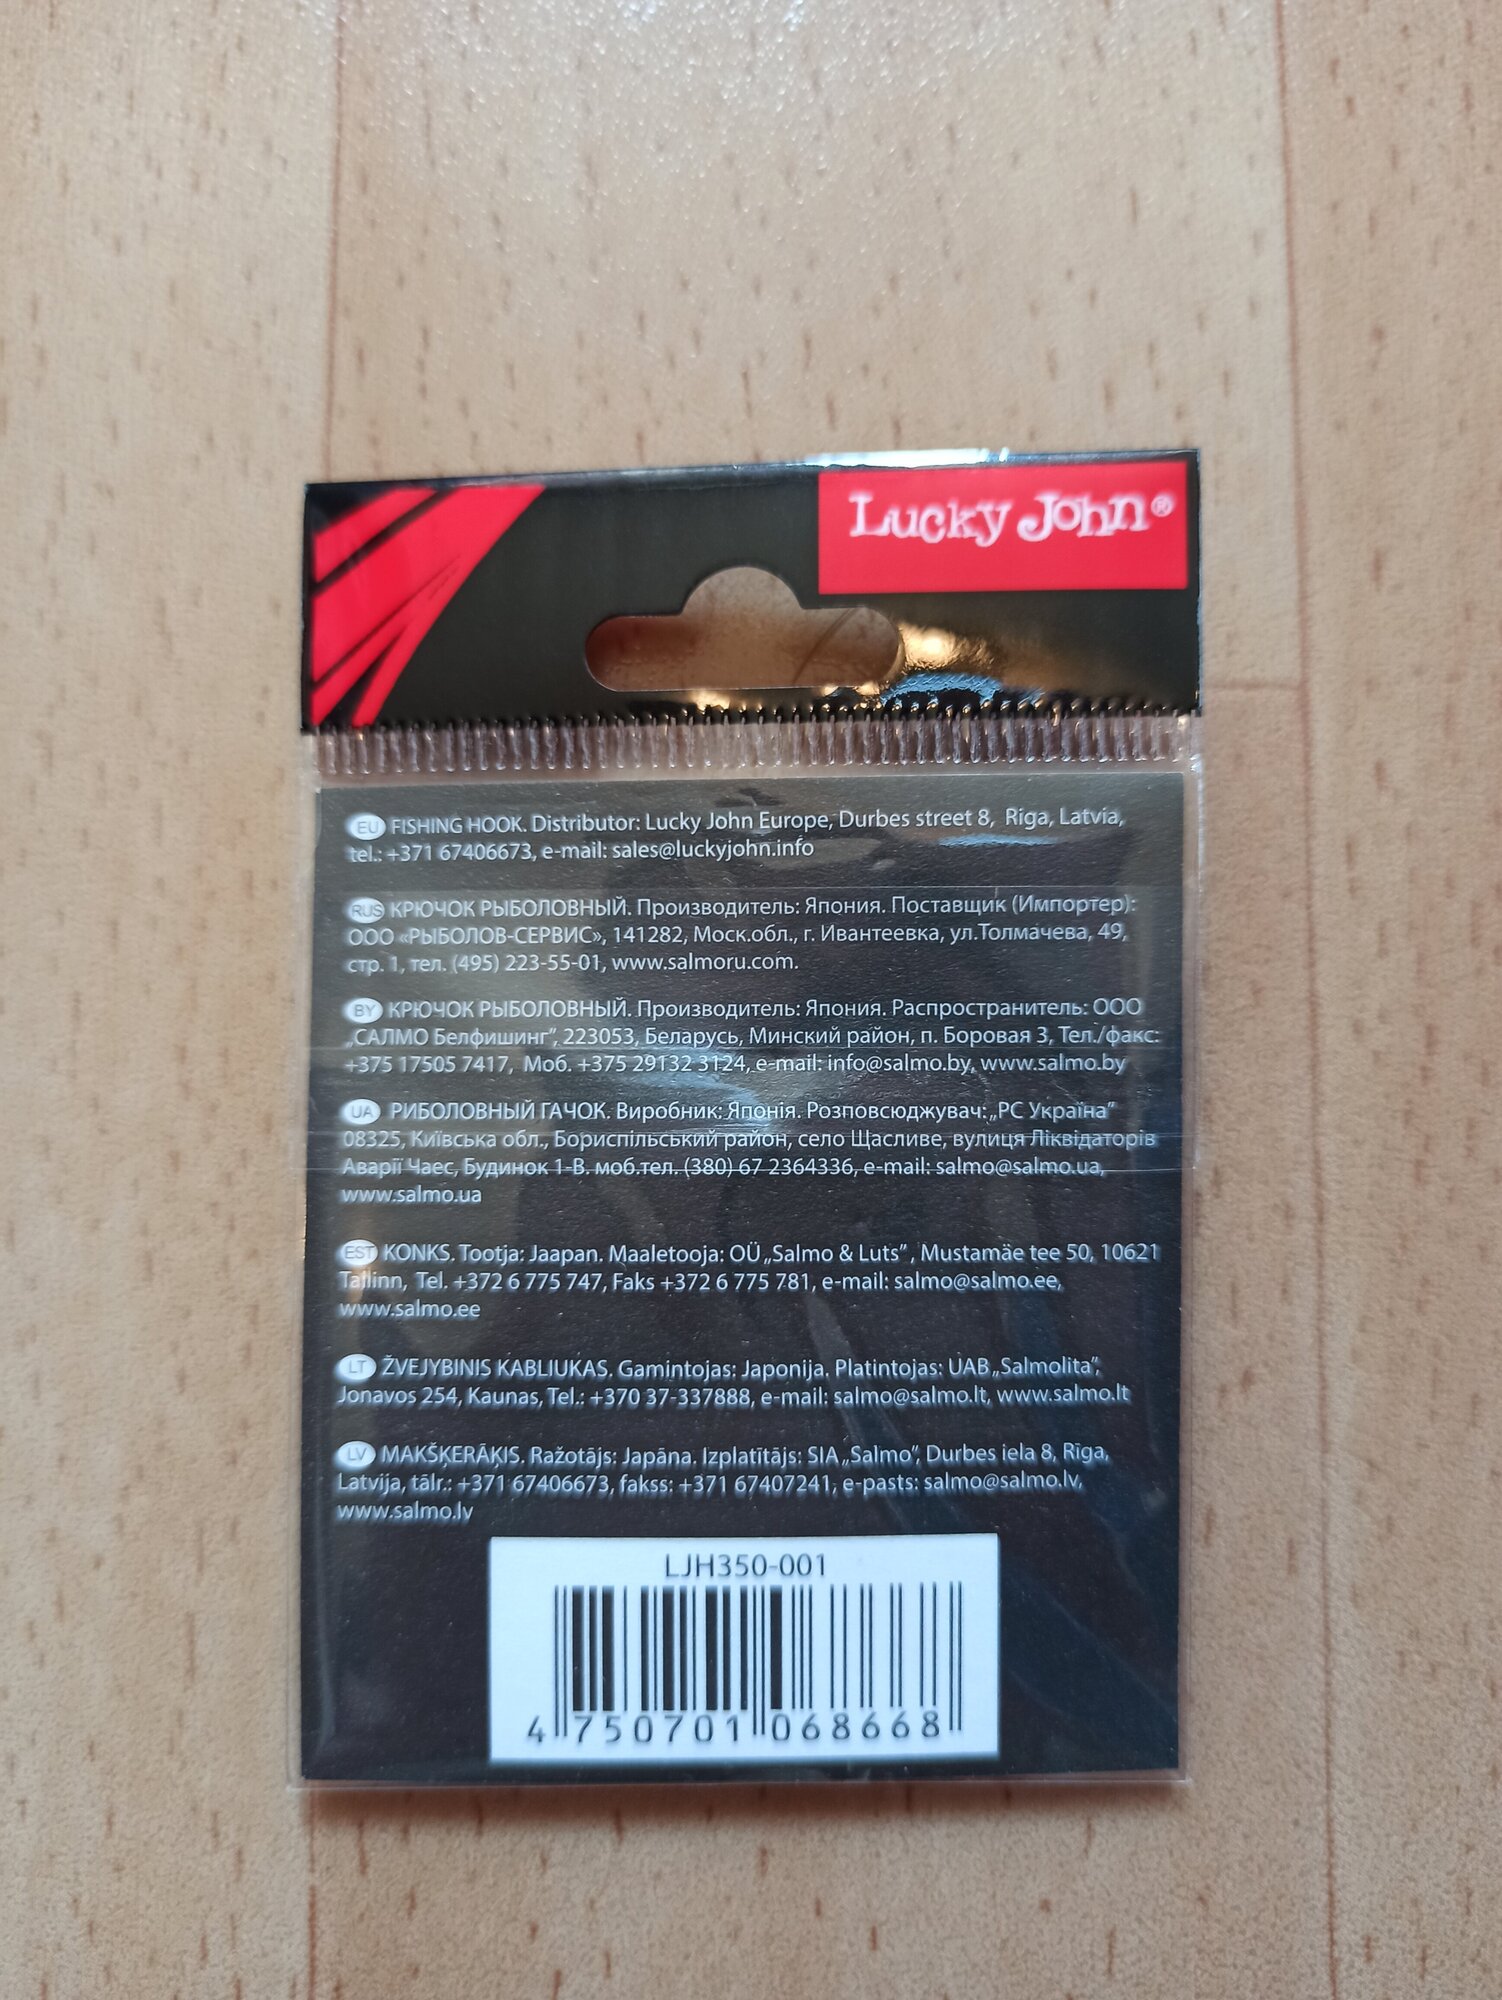 Lucky John®
EU FISHING HOOK. Distributor: Lucky John Europe, Durbes street 8, Riga, Latvia,
tel.: +371 67406673, e-mail: sales@luckyjohn.info
RUS КРЮЧОК РЫБОЛОВНЫЙ. Производитель: Япония. Поставщик (Импортер):
ООО «РЫБОЛОВ-СЕРВИС», 141282, Моск.обл., г. Ивантеевка, ул.Толмачева, 49,
стр. 1, тел. (495) 223-55-01, www.salmoru.com.
BY КРЮЧОК РЫБОЛОВНЫЙ. Производитель: Япония. Распространитель: ООО
„САЛМО Белфишинг”, 223053, Беларусь, Минский район, п. Боровая 3, Тел./факс:
+375 17505 7417, Моб. +375 29132 3124, e-mail: info@salmo.by, www.salmo.by
UA РИБОЛОВНЫЙ ГАЧОК. Виробник: Японія. Розповсюджувач: „РС Україна”
08325, Київська обл., Бориспільський район, село Щасливе, вулиця Ліквідаторів
Аварії Чаес, Будинок 1-В. моб.тел. (380) 67 2364336, e-mail: salmo@salmo.ua,
www.salmo.ua
EST KONKS. Tootja: Jaapan. Maaletooja: OÜ „Salmo & Luts”, Mustamäe tee 50, 10621
Tallinn, Tel. +372 6 775 747, Faks +372 6 775 781, e-mail: salmo@salmo.ee,
www.salmo.ee
LT ŽVEJYBINIS KABLIUKAS. Gamintojas: Japonija. Platintojas: UAB „Salmolita”,
Jonavos 254, Kaunas, Tel.: +370 37-337888, e-mail: salmo@salmo.lt, www.salmo.lt
LV MAKŠĶERĀĶIS. Ražotājs: Japāna. Izplatītājs: SIA „Salmo”, Durbes iela 8, Rīga,
Latvija, tālr.: +371 67406673, fakss: +371 67407241, e-pasts: salmo@salmo.lv,
www.salmo.lv
LJH350-001
4 750701 068668